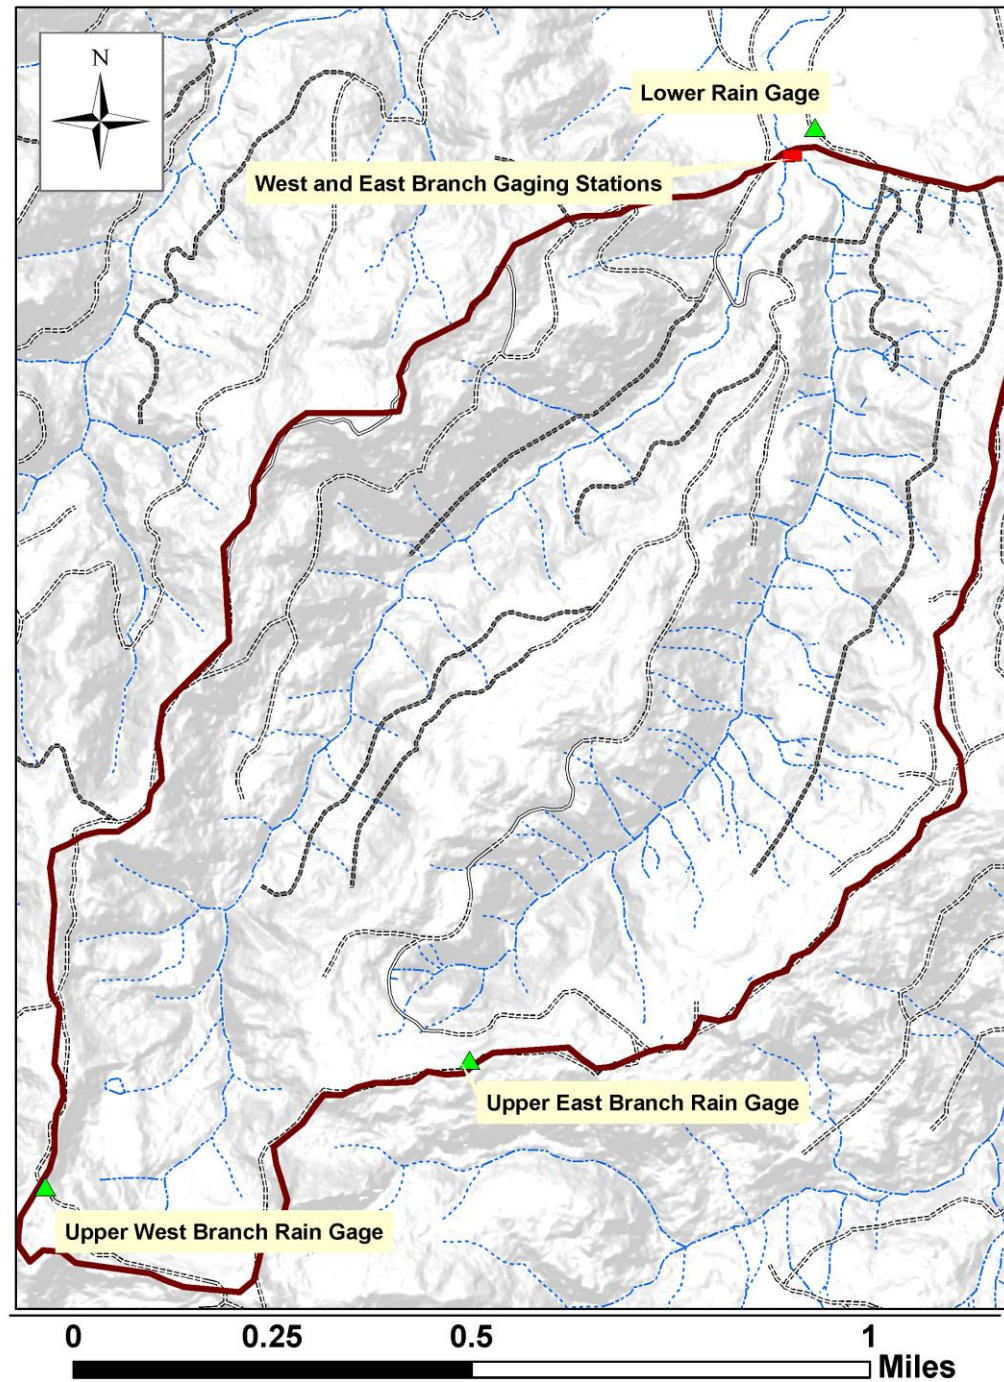 N
Lower Rain Gage
West and East Branch Gaging Stations
Upper East Branch Rain Gage
Upper West Branch Rain Gage
0 0.25 0.5 1
Miles